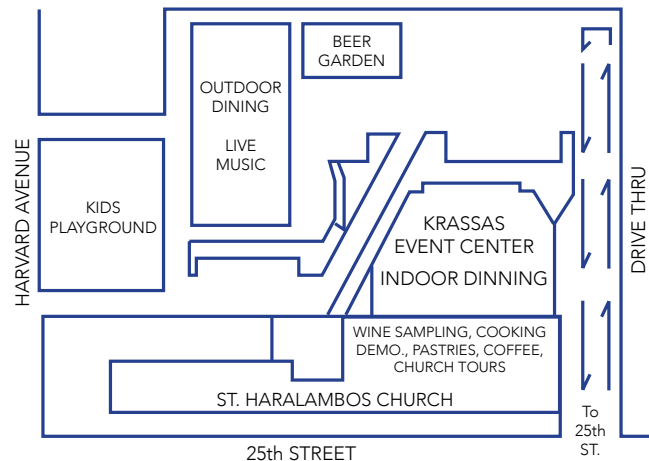 BEER
GARDEN
OUTDOOR
DINING
LIVE
MUSIC
HARVARD AVENUE
KIDS
PLAYGROUND
KRASSAS
EVENT CENTER
INDOOR DINNING
DRIVE THRU
WINE SAMPLING, COOKING
DEMO., PASTRIES, COFFEE,
CHURCH TOURS
ST. HARALAMBOS CHURCH
To
25th
ST.
25th STREET